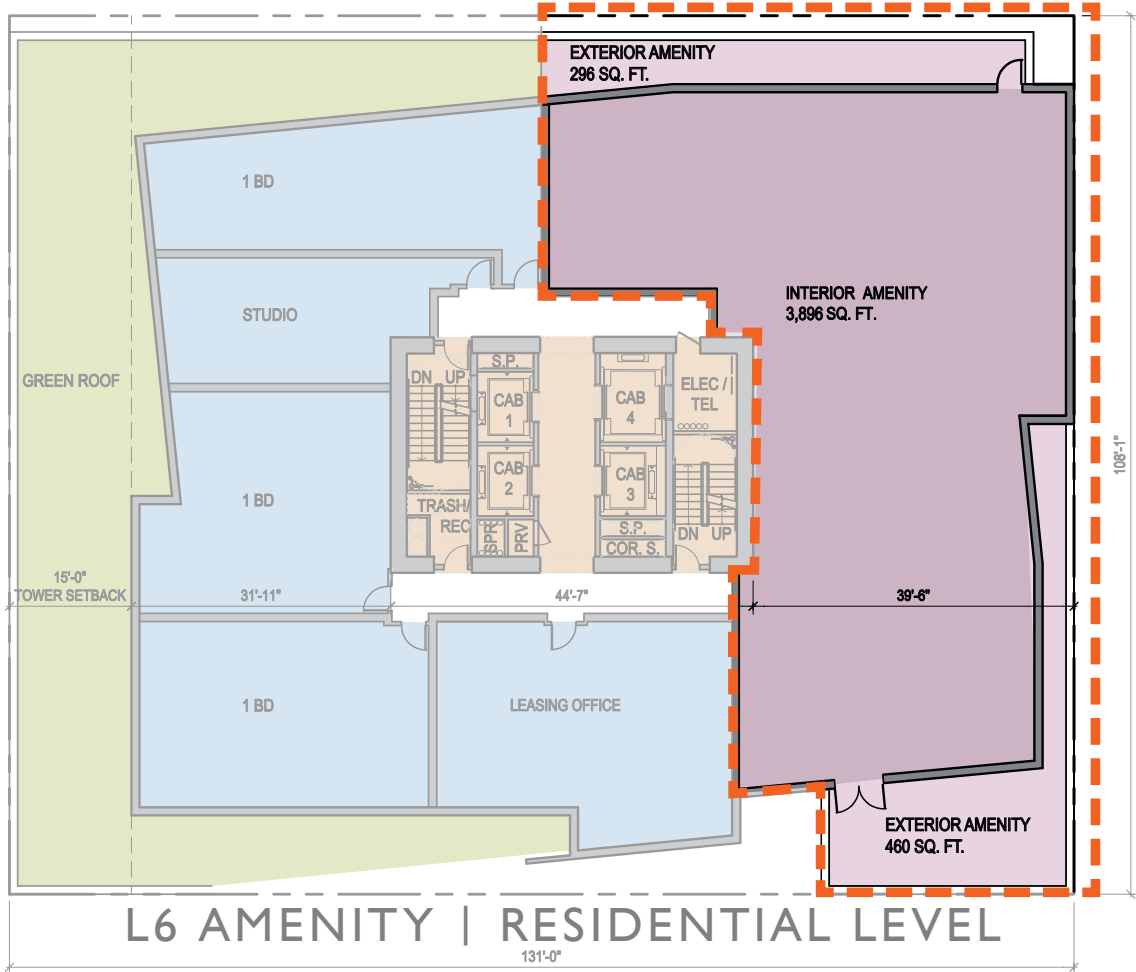 EXTERIOR AMENITY
296 SQ. FT.
1 BD
INTERIOR AMENITY
3,896 SQ. FT.
STUDIO
GREEN ROOF
S.P.
DN UP
CAB
1
CAB
4
ELEC /
TEL
CAB
2
CAB
3
108'-1"
1 BD
TRASH/
REC
SPR
PRV
S.P.
COR. S.
DN UP
15'-0"
TOWER SETBACK
31'-11"
44'-7"
39'-6"
1 BD
LEASING OFFICE
EXTERIOR AMENITY
460 SQ. FT.
L6 AMENITY | RESIDENTIAL LEVEL
131'-0"